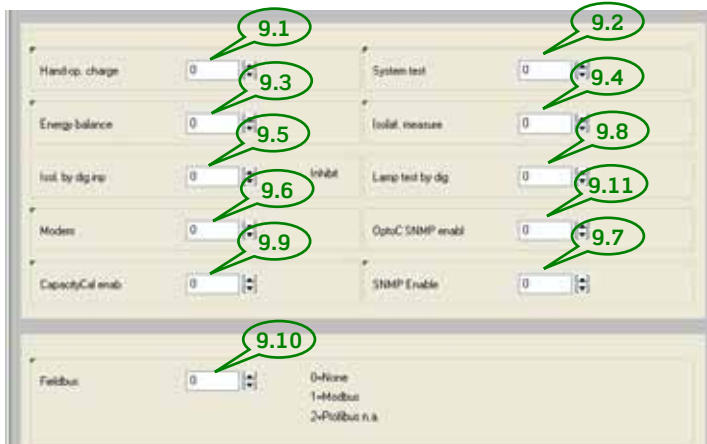 9.1 9.2
Hand-op. charge 0 System test 0
9.3 9.4
Energy balance 0 Isolat. measure 0
9.5 9.8
Isol. by dig inp 0 Inhibit Lamp test by dig 0
9.6 9.11
Modem 0 OptoC SNMP enabl 0
9.9 9.7
CapacityCal enab 0 SNMP Enable 0
9.10
Fieldbus 0 0=None
1=Modbus
2=Profibus n.a.